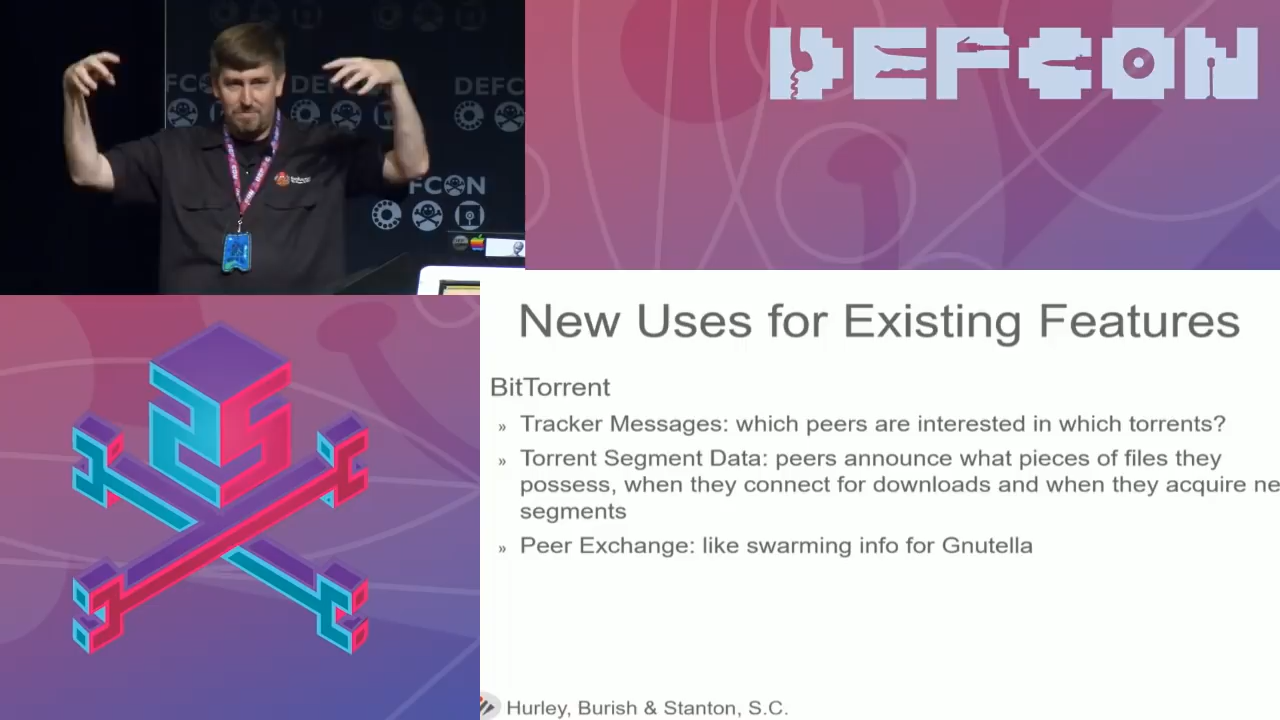 DEFCON
FCON
New Uses for Existing Features
BitTorrent
» Tracker Messages: which peers are interested in which torrents?
» Torrent Segment Data: peers announce what pieces of files they
possess, when they connect for downloads and when they acquire ne
segments
» Peer Exchange: like swarming info for Gnutella
Hurley, Burish & Stanton, S.C.